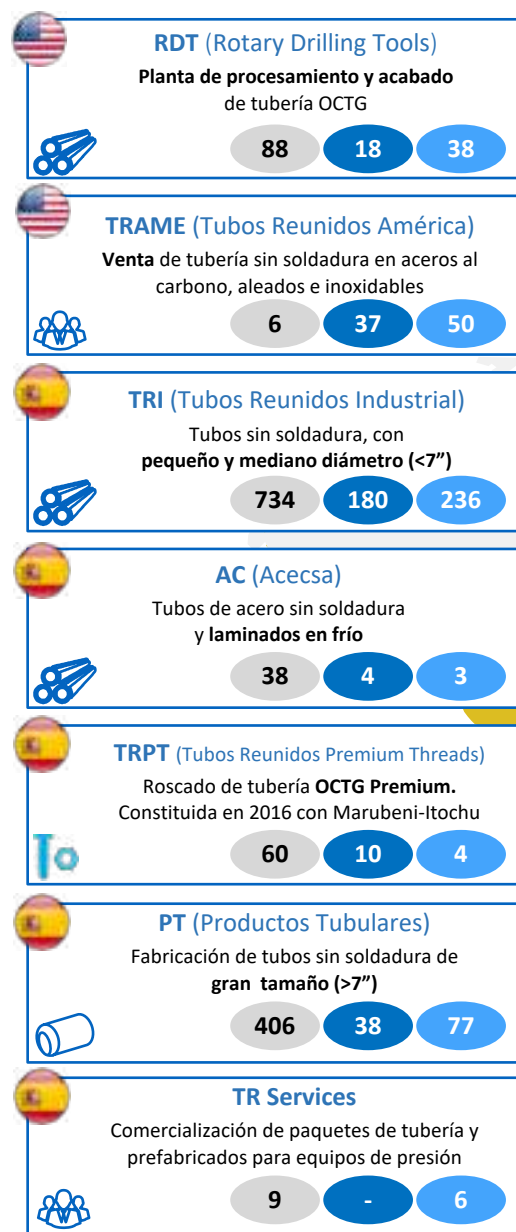 RDT (Rotary Drilling Tools)
Planta de procesamiento y acabado
de tubería OCTG
88 18 38
TRAME (Tubos Reunidos América)
Venta de tubería sin soldadura en aceros al
carbono, aleados e inoxidables
6 37 50
TRI (Tubos Reunidos Industrial)
Tubos sin soldadura, con
pequeño y mediano diámetro (<7”)
734 180 236
AC (Acecsa)
Tubos de acero sin soldadura
y laminados en frío
38 4 3
TRPT (Tubos Reunidos Premium Threads)
Roscado de tubería OCTG Premium.
Constituida en 2016 con Marubeni-Itochu
60 10 4
PT (Productos Tubulares)
Fabricación de tubos sin soldadura de
gran tamaño (>7”)
406 38 77
TR Services
Comercialización de paquetes de tubería y
prefabricados para equipos de presión
9 - 6